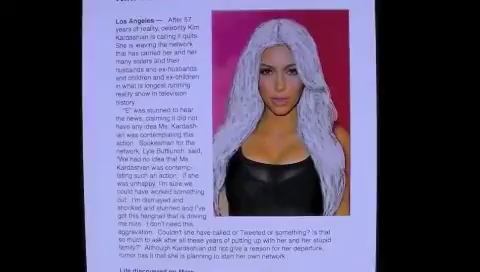 Los Angeles — After 57
years of reality, celebrity Kim
Kardashian is calling it quits.
She is leaving the network
that has carried her and her
many sisters and their
husbands and ex-husbands
and children and ex-children
in what is longest running
reality show in television
history.
"E" was stunned to hear
the news, claiming it did not
have any idea Ms. Kardash-
ian was contemplating this
action. Spokesman for the
network, Lyle Buttlunch said,
"We had no idea that Ms
Kardashian was contemp-
lating such an action. If she
was unhappy, I'm sure we
could have worked something
out. I'm dismayed and
shocked and stunned and I've
got this hangnail that is driving
me nuts. I don't need this
aggravation. Couldn't she have called or Tweeted or something? Is that
so much to ask after all these years of putting up with her and her stupid
family?" Although Kardashian did not give a reason for her departure,
rumor has it that she is planning to start her own network.
Life discovered on Mars